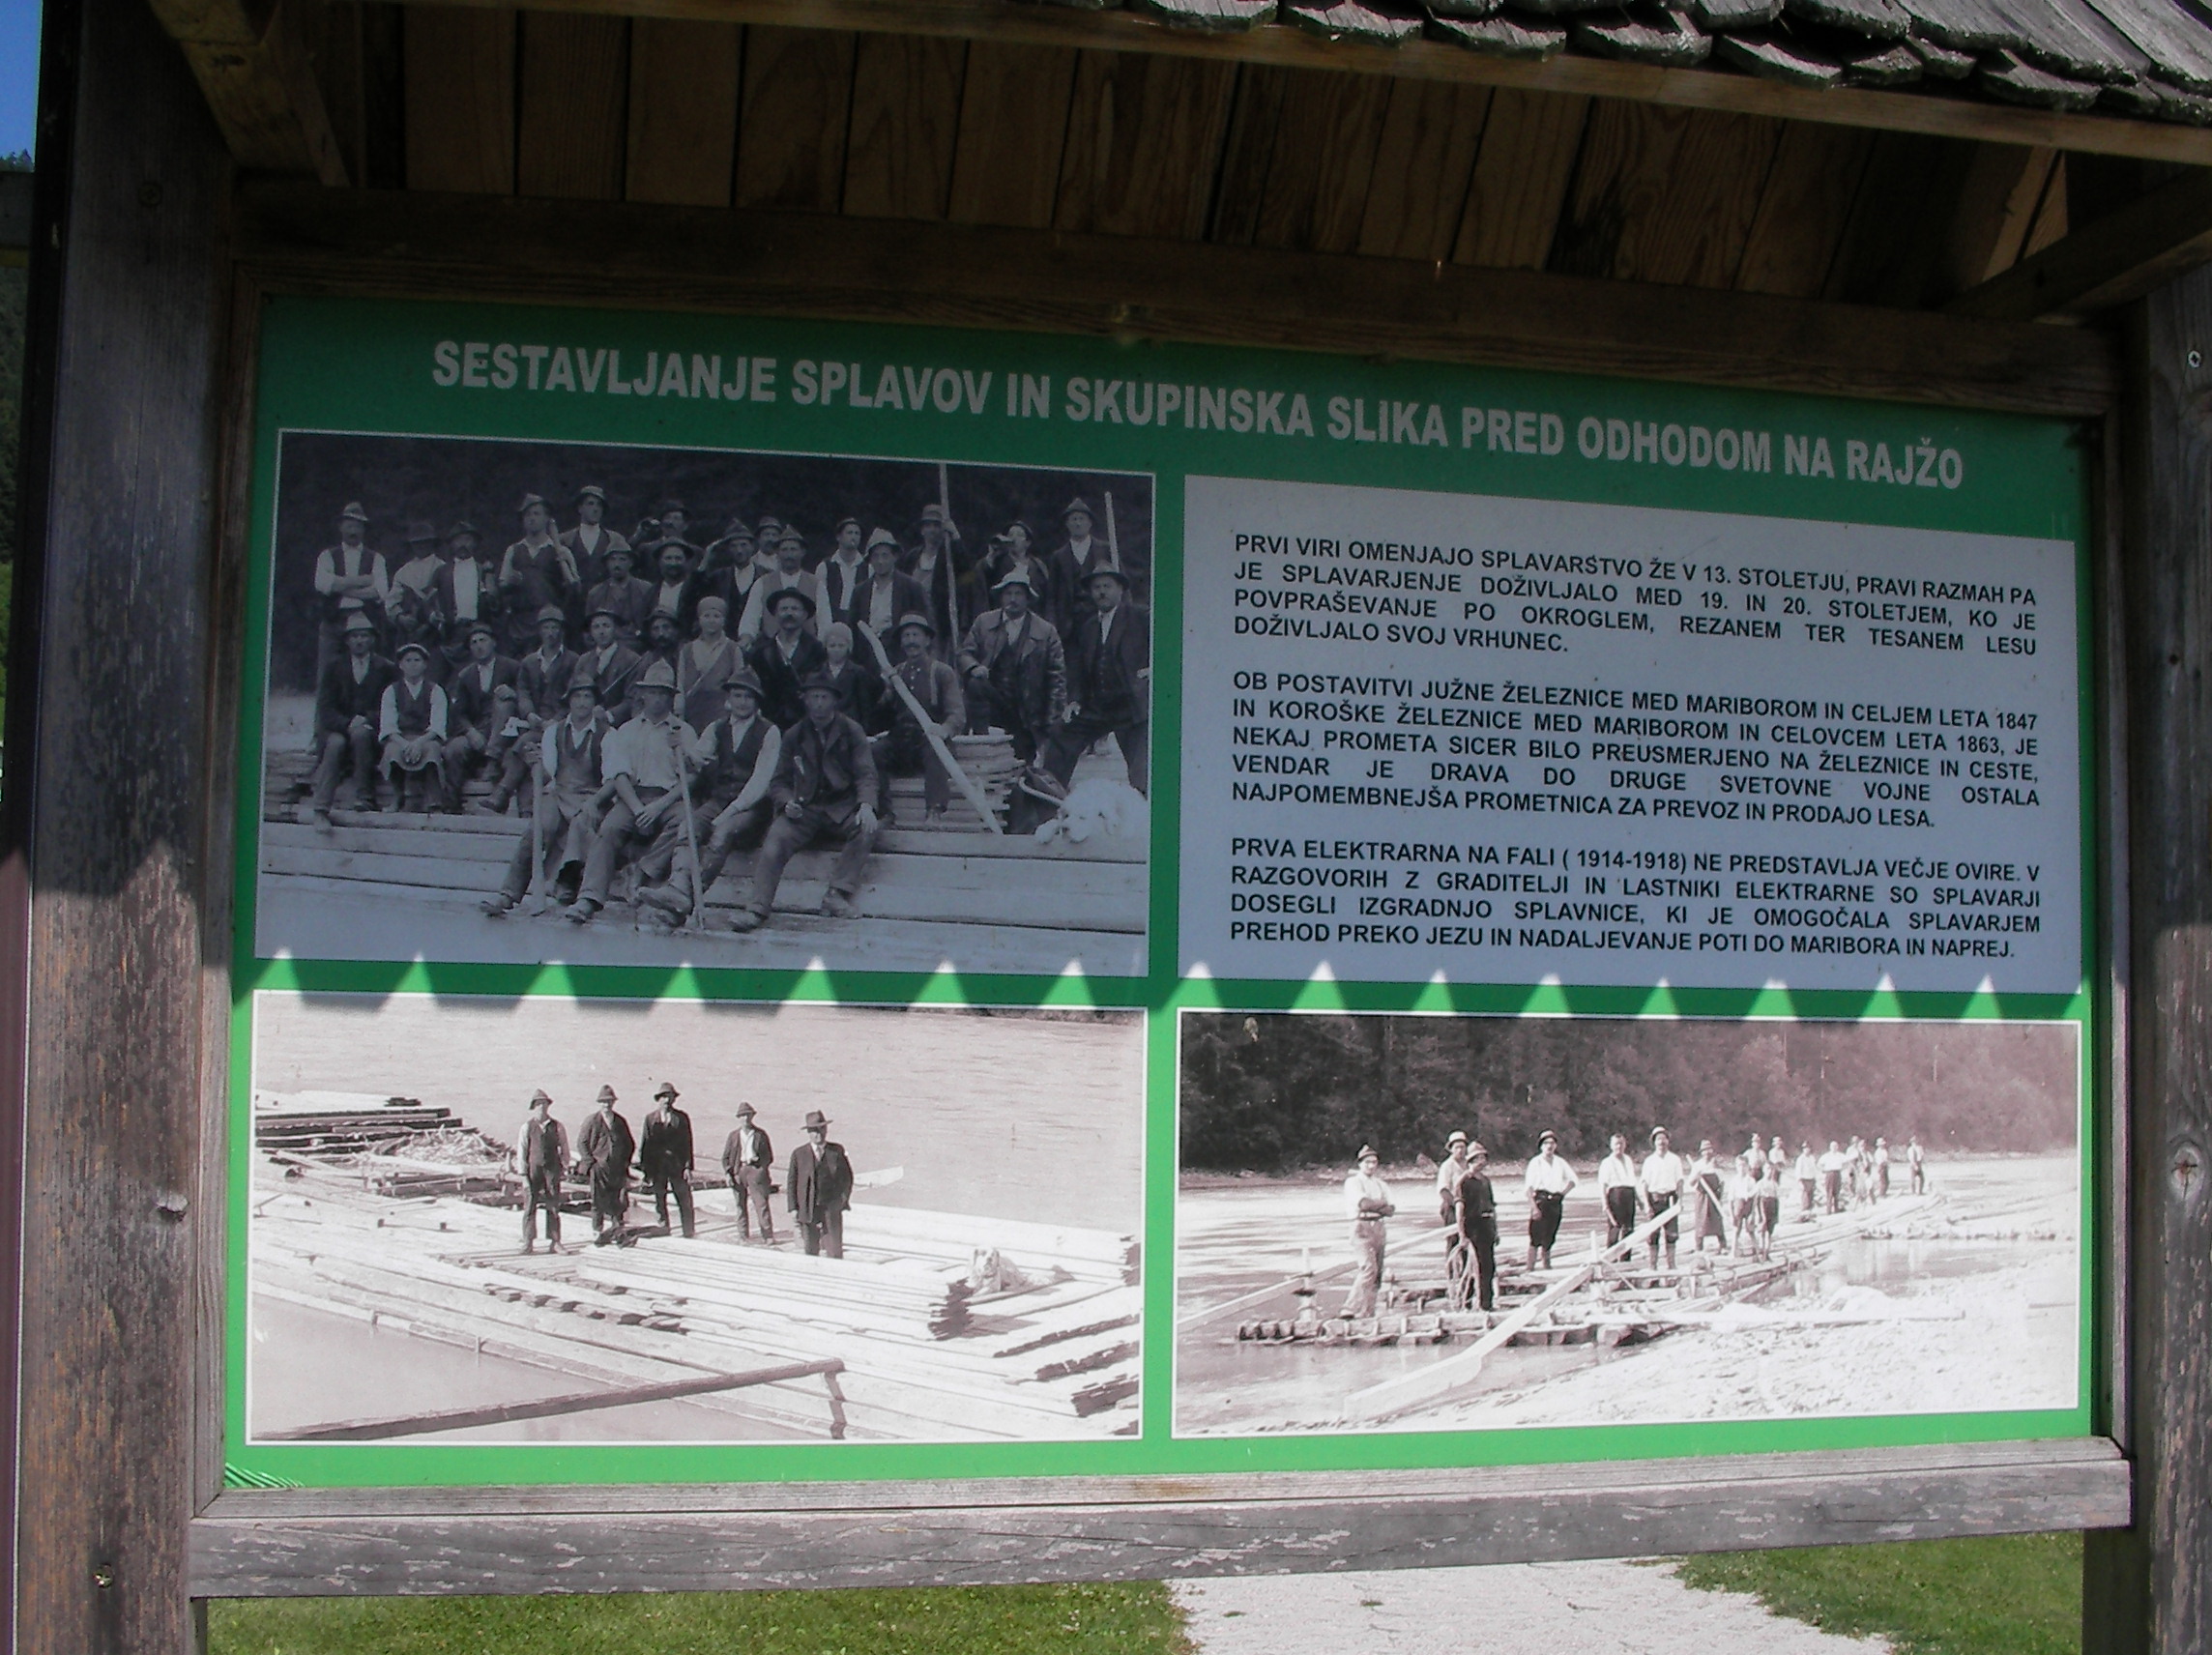 SESTAVLJANJE SPLAVOV IN SKUPINSKA SLIKA PRED ODHODOM NA RAJŽO
PRVI VIRI OMENJAJO SPLAVARSTVO ŽE V 13. STOLETJU, PRAVI RAZMAH PA
JE SPLAVARJENJE DOŽIVLJALO MED 19. IN 20. STOLETJEM, KO JE
POVPRAŠEVANJE PO OKROGLEM, REZANEM TER TESANEM LESU
DOŽIVLJALO SVOJ VRHUNEC.
OB POSTAVITVI JUŽNE ŽELEZNICE MED MARIBOROM IN CELJEM LETA 1847
IN KOROŠKE ŽELEZNICE MED MARIBOROM IN CELOVCEM LETA 1863, JE
NEKAJ PROMETA SICER BILO PREUSMERJENO NA ŽELEZNICE IN CESTE,
VENDAR JE DRAVA DO DRUGE SVETOVNE VOJNE OSTALA
NAJPOMEMBNEJŠA PROMETNICA ZA PREVOZ IN PRODAJO LESA.
PRVA ELEKTRARNA NA FALI ( 1914-1918) NE PREDSTAVLJA VEČJE OVIRE. V
RAZGOVORIH Z GRADITELJI IN LASTNIKI ELEKTRARNE SO SPLAVARJI
DOSEGLI IZGRADNJO SPLAVNICE, KI JE OMOGOČALA SPLAVARJEM
PREHOD PREKO JEZU IN NADALJEVANJE POTI DO MARIBORA IN NAPREJ.